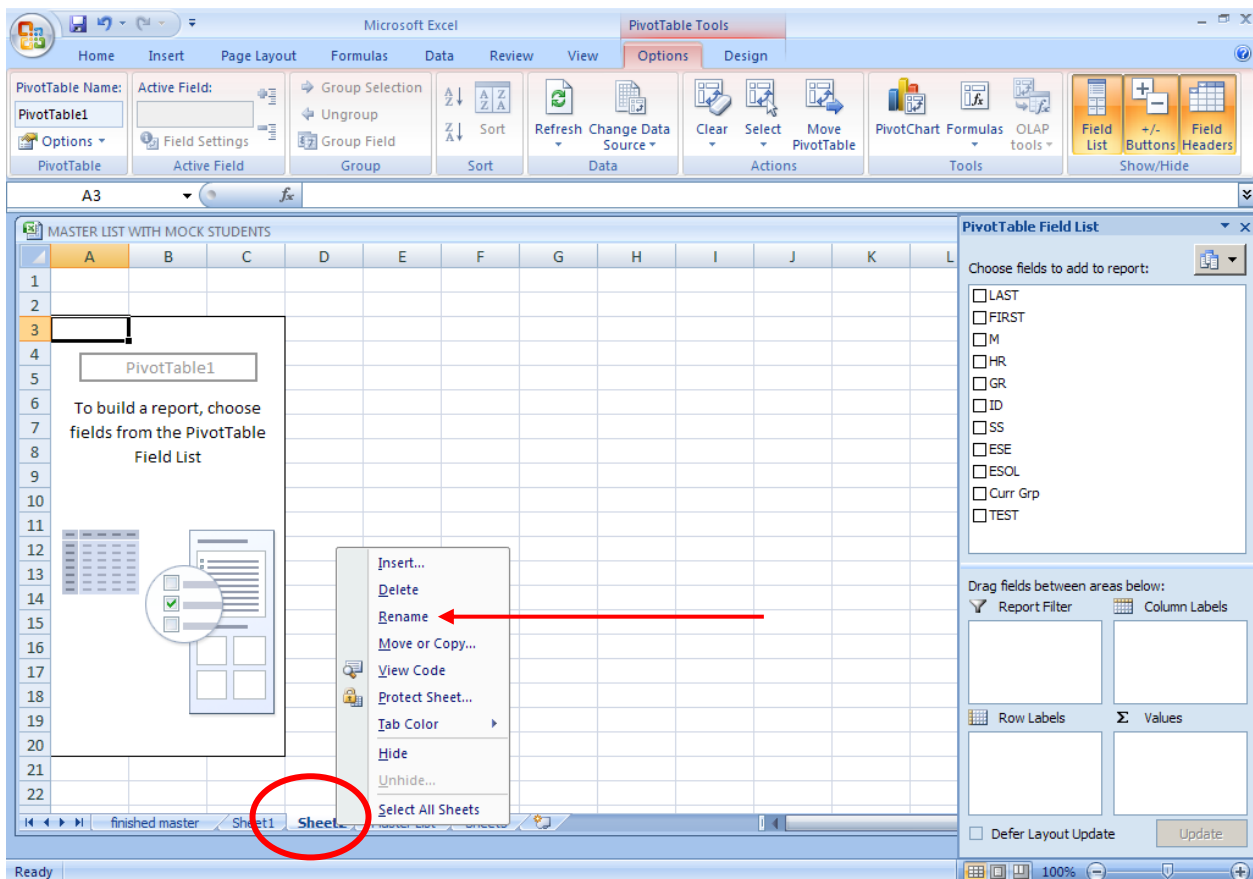 Microsoft Excel
PivotTable Tools
Home Insert Page Layout Formulas Data Review View Options Design
PivotTable Name:
PivotTable1
Options
PivotTable
Active Field:
Field Settings
Active Field
Group Selection
Ungroup
Group Field
Group
Sort
Sort
Refresh
Change Data
Source
Data
Clear
Select
Move
PivotTable
Actions
PivotChart
Formulas
OLAP
tools
Tools
Field
List
+/-
Buttons
Field
Headers
Show/Hide
A3
fx
MASTER LIST WITH MOCK STUDENTS
A B C D E F G H I J K L
1
2
3
4
5
6
7
8
9
10
11
12
13
14
15
16
17
18
19
20
21
22
PivotTable1
To build a report, choose
fields from the PivotTable
Field List
Insert...
Delete
Rename
Move or Copy...
View Code
Protect Sheet...
Tab Color
Hide
Unhide...
Select All Sheets
finished master Sheet1 Sheet2
PivotTable Field List
Choose fields to add to report:
LAST
FIRST
M
HR
GR
ID
SS
ESE
ESOL
Curr Grp
TEST
Drag fields between areas below:
Report Filter
Column Labels
Row Labels
Σ Values
Defer Layout Update
Update
Ready
100%